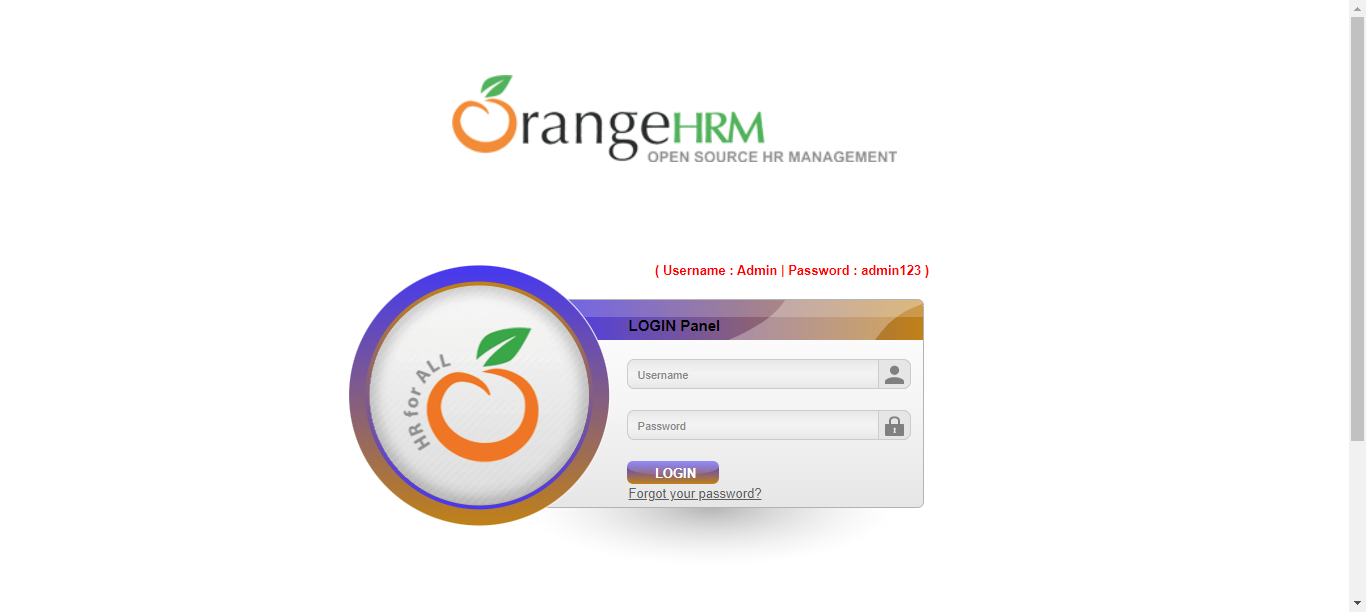 OrangeHRM
OPEN SOURCE HR MANAGEMENT
( Username : Admin | Password : admin123 )
HR for ALL
LOGIN Panel
Username
Password
LOGIN
Forgot your password?